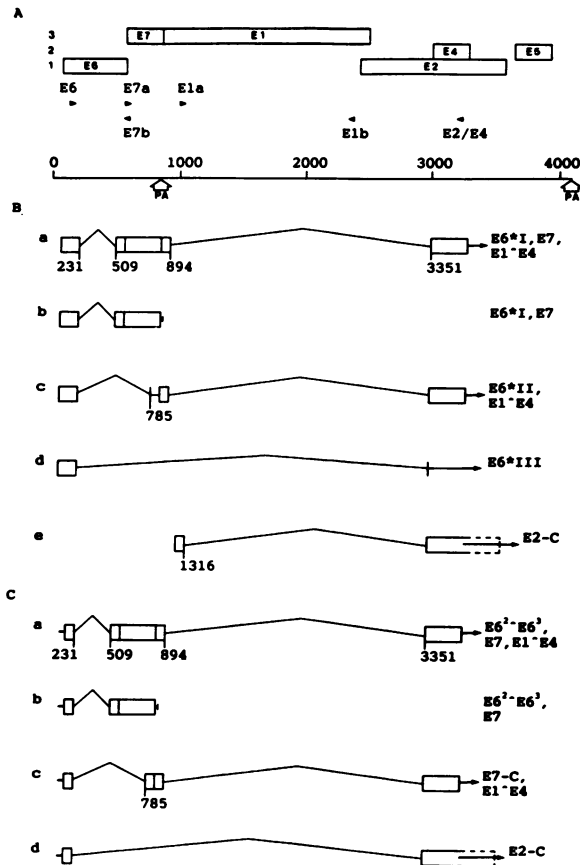 A
3 E7 E1
2 E4 E5
1 E6 E2
E6 E7a E1a
E7b E1b E2/E4
0 1000 2000 3000 4000
PA PA
B
a E6*I,E7,
E1^E4
231 509 894 3351
b E6*I,E7
c E6*II,
E1^E4
785
d E6*III
e E2-C
1316
C
a E6²^E6³,
E7,E1^E4
231 509 894 3351
b E6²^E6³,
E7
c E7-C,
E1^E4
785
d E2-C